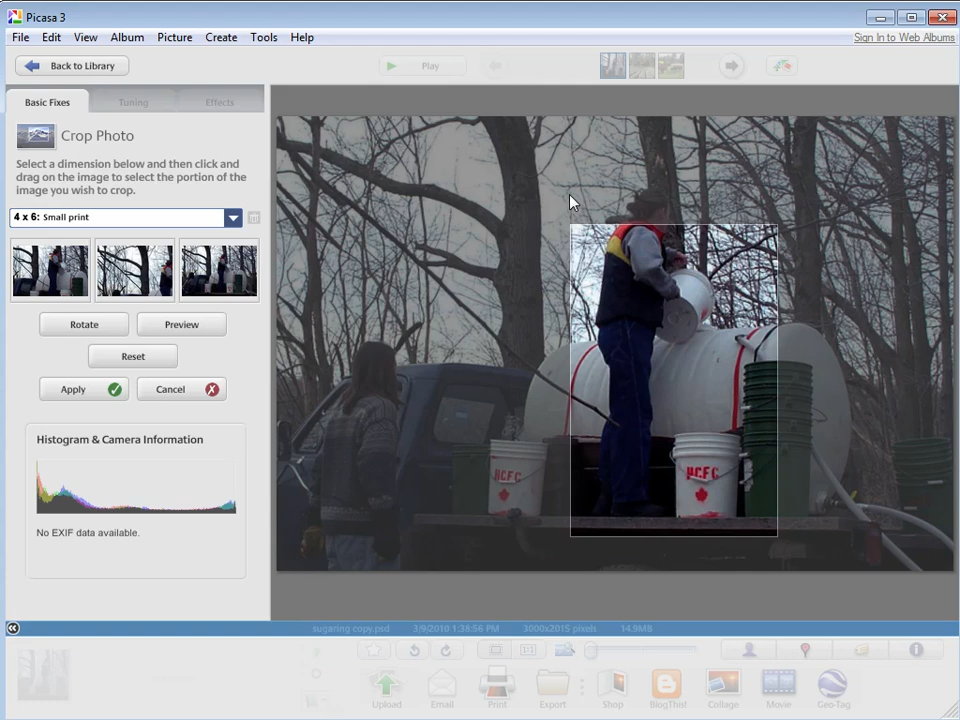 Picasa 3
File Edit View Album Picture Create Tools Help
Sign In to Web Albums
Back to Library
Play
Basic Fixes Tuning Effects
Crop Photo
Select a dimension below and then click and
drag on the image to select the portion of the
image you wish to crop.
4 x 6: Small print
Rotate Preview
Reset
Apply Cancel
Histogram & Camera Information
No EXIF data available.
HCFC
HCFC
sugaring copy.psd 3/9/2010 1:38:56 PM 3000x2015 pixels 14.9MB
1:1
Upload Email Print Export Shop BlogThis! Collage Movie Geo-Tag